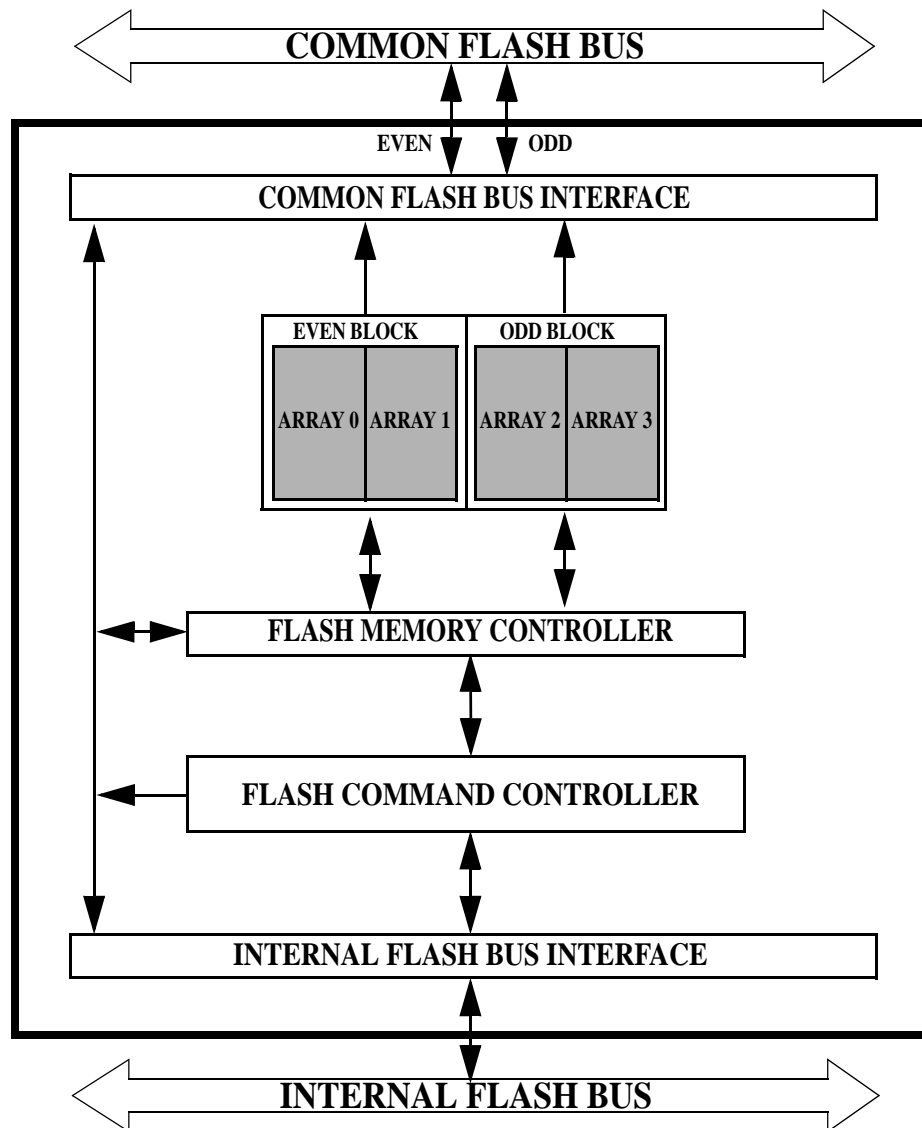 COMMON FLASH BUS
EVEN
ODD
COMMON FLASH BUS INTERFACE
EVEN BLOCK
ODD BLOCK
ARRAY 0
ARRAY 1
ARRAY 2
ARRAY 3
FLASH MEMORY CONTROLLER
FLASH COMMAND CONTROLLER
INTERNAL FLASH BUS INTERFACE
INTERNAL FLASH BUS